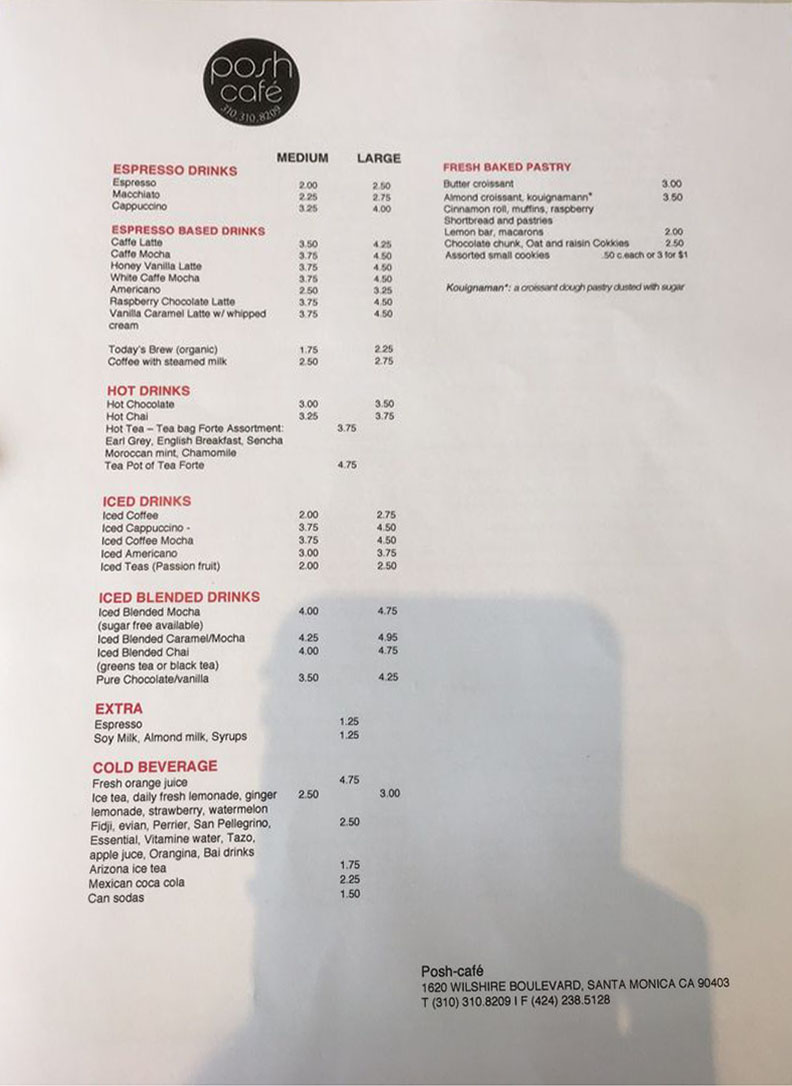 posh
café
310.310.8209
MEDIUM LARGE
ESPRESSO DRINKS
Espresso 2.00 2.50
Macchiato 2.25 2.75
Cappuccino 3.25 4.00
ESPRESSO BASED DRINKS
Caffe Latte 3.50 4.25
Caffe Mocha 3.75 4.50
Honey Vanilla Latte 3.75 4.50
White Caffe Mocha 3.75 4.50
Americano 2.50 3.25
Raspberry Chocolate Latte 3.75 4.50
Vanilla Caramel Latte w/ whipped 3.75 4.50
cream
Today's Brew (organic) 1.75 2.25
Coffee with steamed milk 2.50 2.75
HOT DRINKS
Hot Chocolate 3.00 3.50
Hot Chai 3.25 3.75
Hot Tea – Tea bag Forte Assortment: 3.75
Earl Grey, English Breakfast, Sencha
Moroccan mint, Chamomile
Tea Pot of Tea Forte 4.75
ICED DRINKS
Iced Coffee 2.00 2.75
Iced Cappuccino - 3.75 4.50
Iced Coffee Mocha 3.75 4.50
Iced Americano 3.00 3.75
Iced Teas (Passion fruit) 2.00 2.50
ICED BLENDED DRINKS
Iced Blended Mocha 4.00 4.75
(sugar free available)
Iced Blended Caramel/Mocha 4.25 4.95
Iced Blended Chai 4.00 4.75
(greens tea or black tea)
Pure Chocolate/vanilla 3.50 4.25
EXTRA
Espresso 1.25
Soy Milk, Almond milk, Syrups 1.25
COLD BEVERAGE
Fresh orange juice 4.75
Ice tea, daily fresh lemonade, ginger 2.50 3.00
lemonade, strawberry, watermelon
Fidji, evian, Perrier, San Pellegrino, 2.50
Essential, Vitamine water, Tazo,
apple juce, Orangina, Bai drinks
Arizona ice tea 1.75
Mexican coca cola 2.25
Can sodas 1.50
FRESH BAKED PASTRY
Butter croissant 3.00
Almond croissant, kouignamann* 3.50
Cinnamon roll, muffins, raspberry
Shortbread and pastries
Lemon bar, macarons 2.00
Chocolate chunk, Oat and raisin Cokkies 2.50
Assorted small cookies .50 c.each or 3 for $1
Kouignaman*: a croissant dough pastry dusted with sugar
Posh-café
1620 WILSHIRE BOULEVARD, SANTA MONICA CA 90403
T (310) 310.8209 I F (424) 238.5128